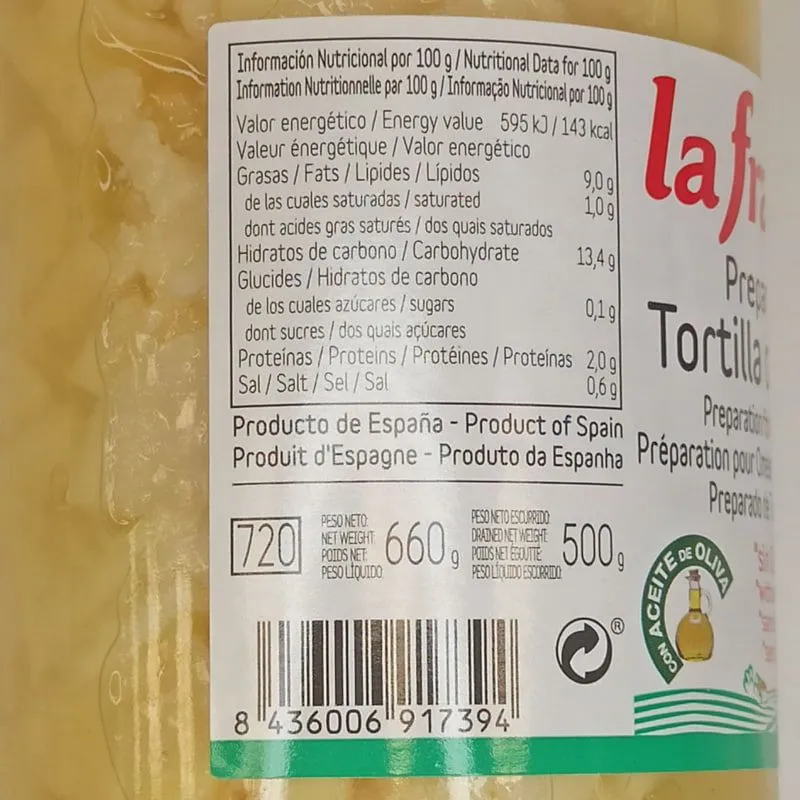 Información Nutricional por 100 g / Nutritional Data for 100 g
Information Nutritionnelle par 100 g / Informação Nutricional por 100 g
Valor energético / Energy value 595 kJ / 143 kcal
Valeur énergétique / Valor energético
Grasas / Fats / Lipides / Lípidos 9,0 g
de las cuales saturadas / saturated 1,0 g
dont acides gras saturés / dos quais saturados
Hidratos de carbono / Carbohydrate 13,4 g
Glucides / Hidratos de carbono
de los cuales azúcares / sugars 0,1 g
dont sucres / dos quais açúcares
Proteínas / Proteins / Protéines / Proteínas 2,0 g
Sal / Salt / Sel / Sal 0,6 g
Producto de España - Product of Spain
Produit d'Espagne - Produto da Espanha
720
PESO NETO:
NET WEIGHT:
POIDS NET:
PESO LÍQUIDO:
660 g
PESO NETO ESCURRIDO:
DRAINED NET WEIGHT:
POIDS NET ÉGOUTTÉ:
PESO LÍQUIDO ESCORRIDO:
500 g
8 436006 917394
®
la
Tortilla
Preparation
Préparation pour
Preparado de
CON ACEITE DE OLIVA